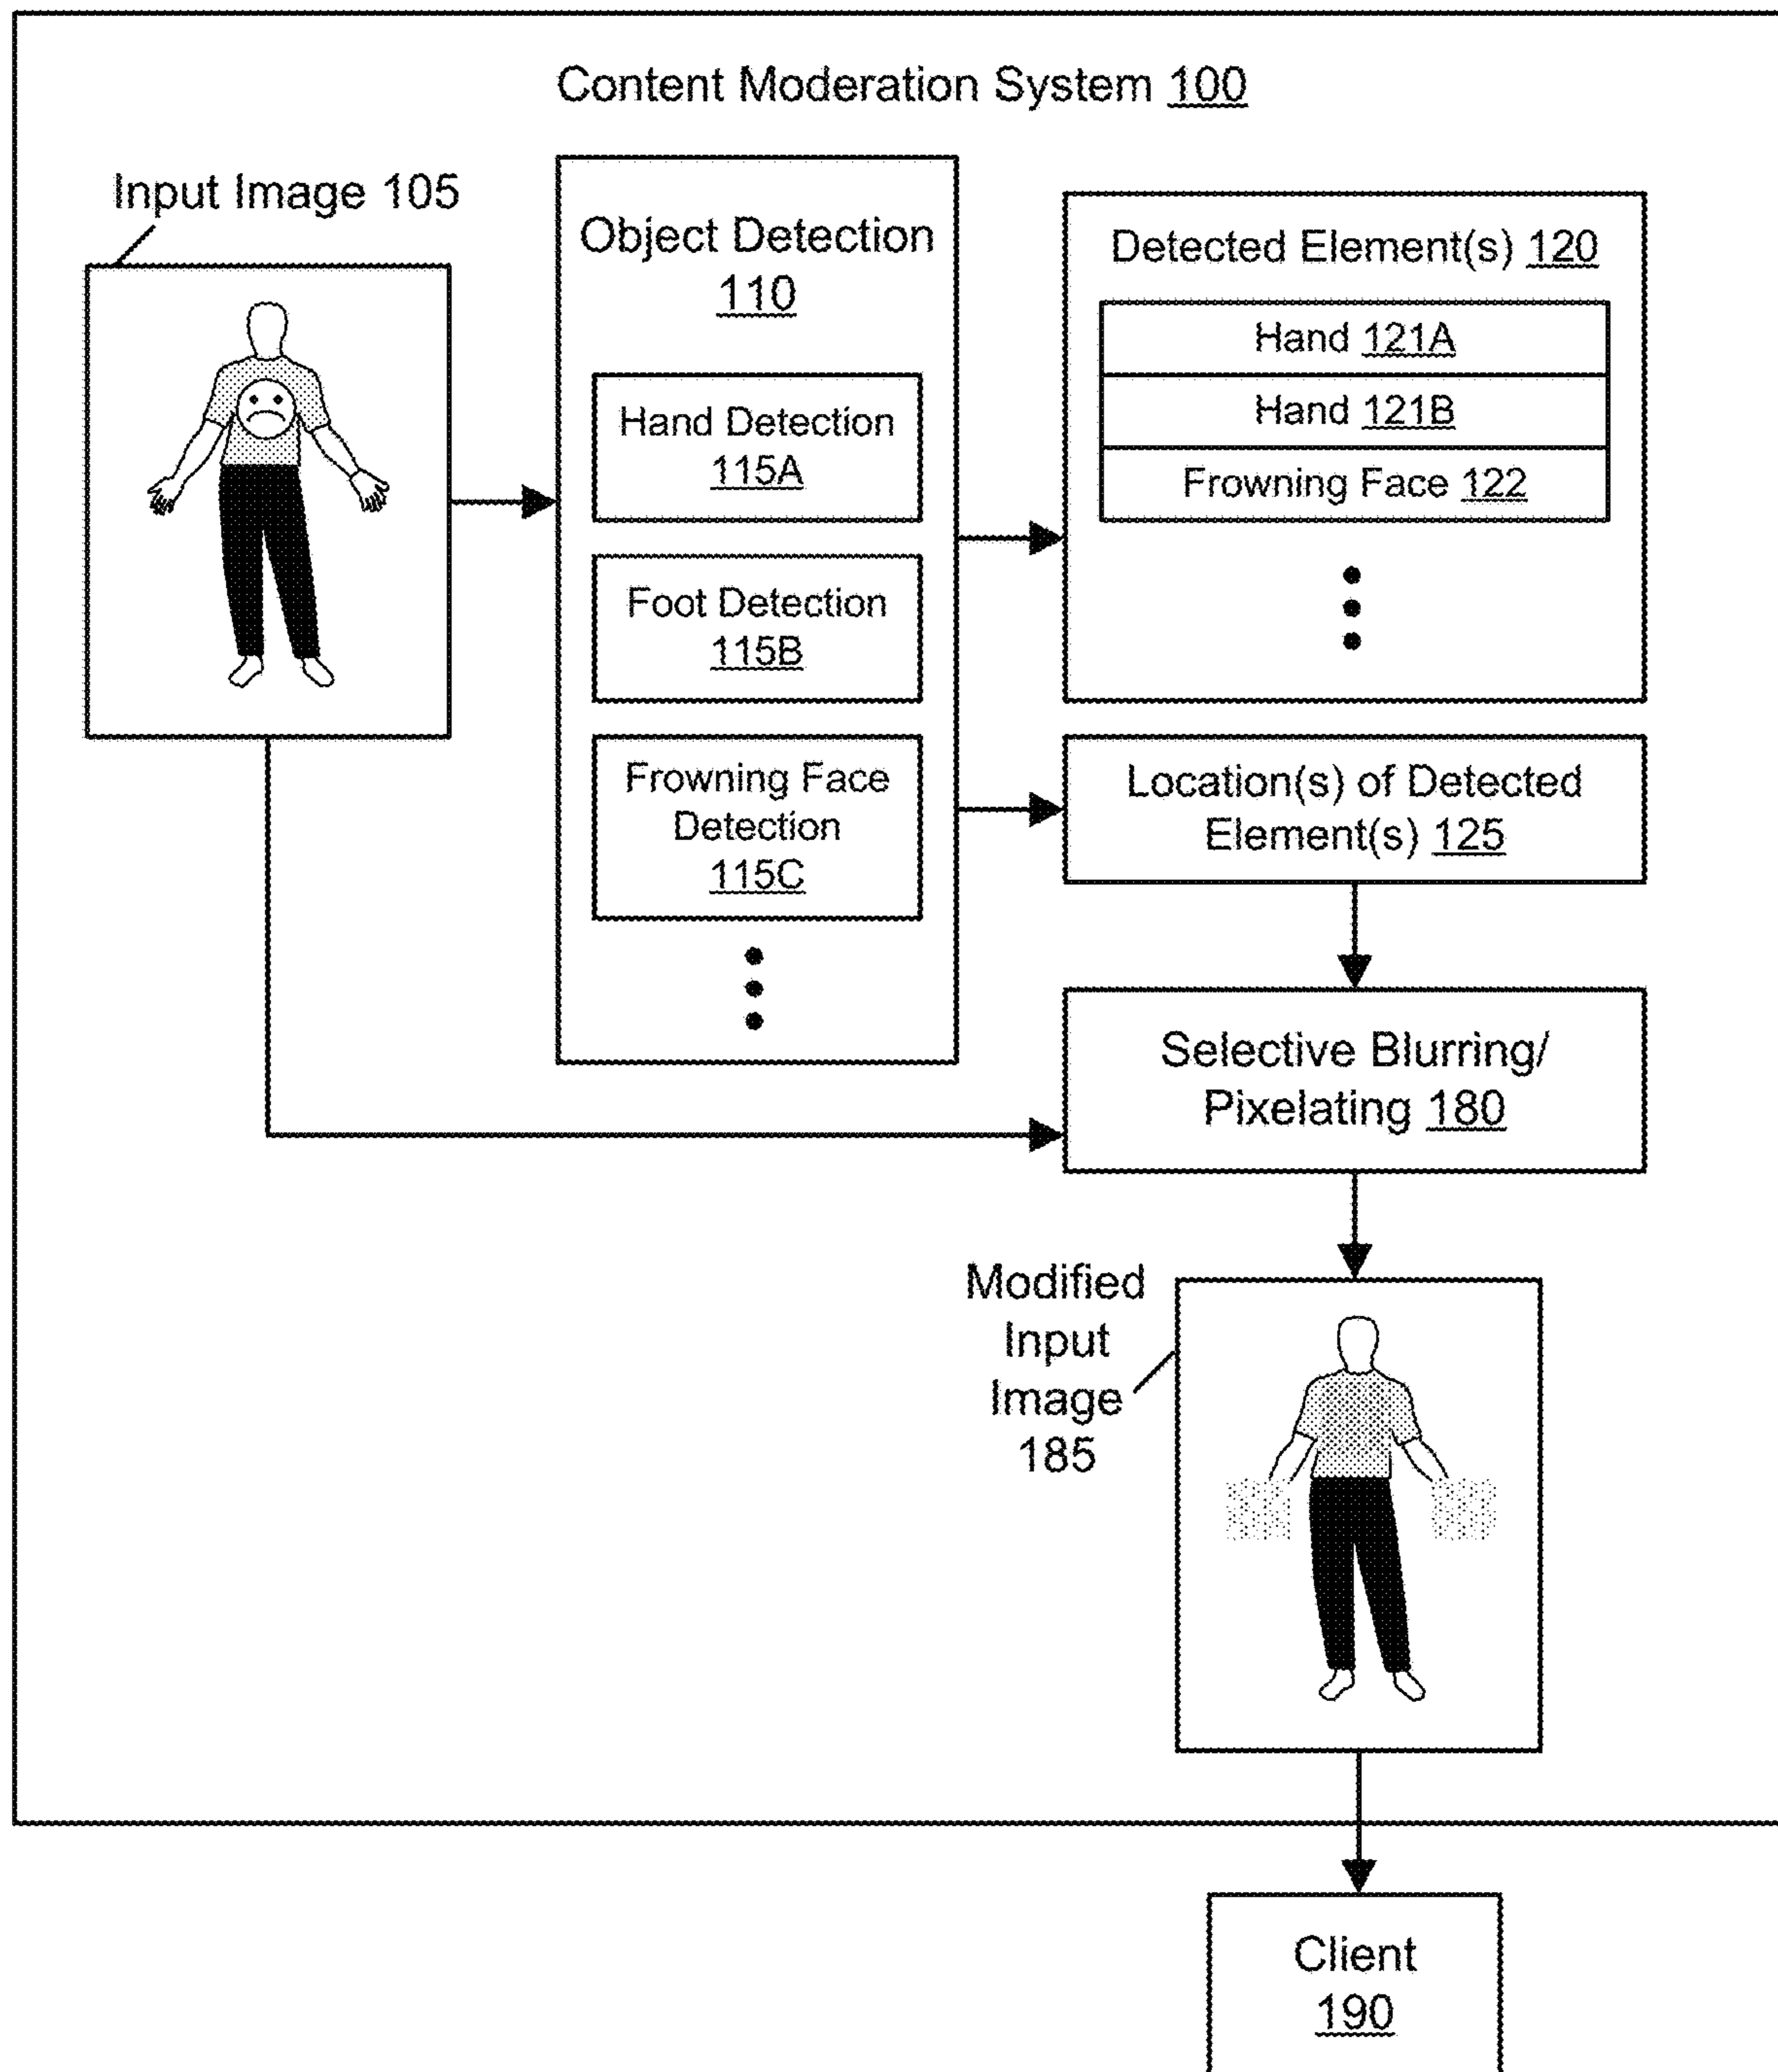 Content Moderation System 100
Input Image 105
Object Detection
110
Hand Detection
115A
Foot Detection
115B
Frowning Face
Detection
115C
Detected Element(s) 120
Hand 121A
Hand 121B
Frowning Face 122
Location(s) of Detected
Element(s) 125
Selective Blurring/
Pixelating 180
Modified
Input
Image
185
Client
190